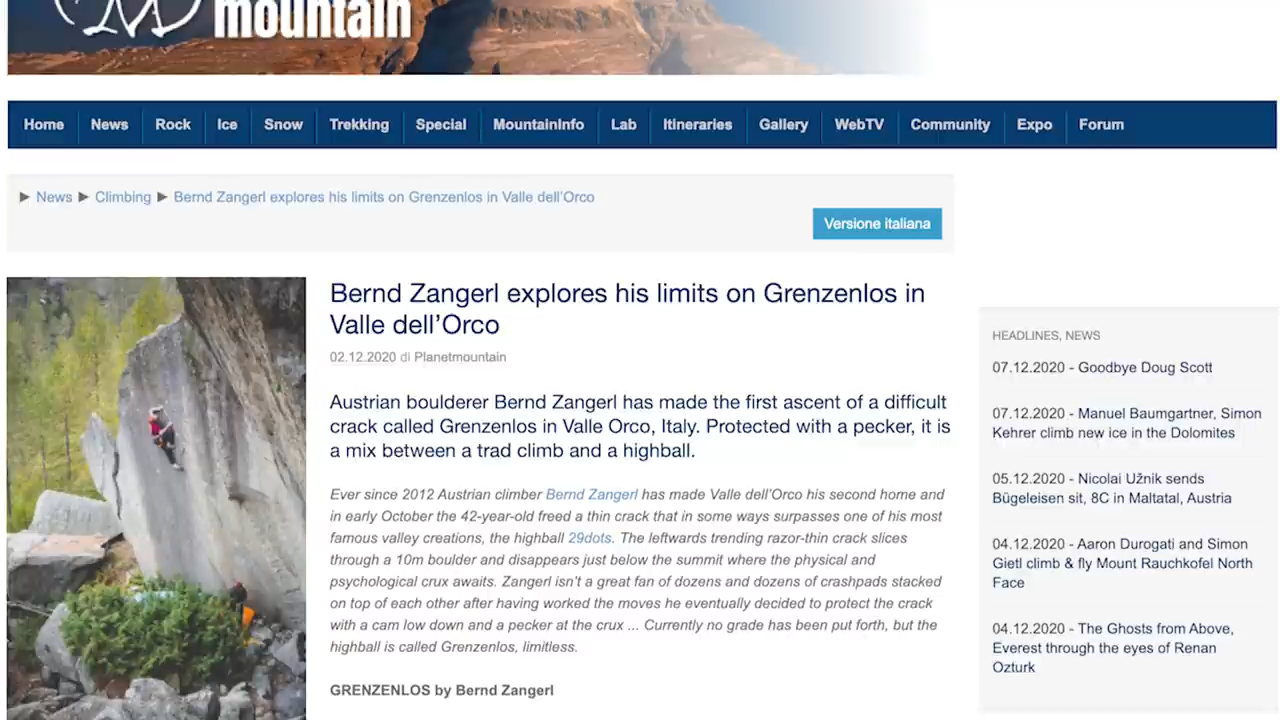 mountain
Home News Rock Ice Snow Trekking Special MountainInfo Lab Itineraries Gallery WebTV Community Expo Forum
► News ► Climbing ► Bernd Zangerl explores his limits on Grenzenlos in Valle dell'Orco
Versione italiana
Bernd Zangerl explores his limits on Grenzenlos in
Valle dell'Orco
02.12.2020 di Planetmountain
Austrian boulderer Bernd Zangerl has made the first ascent of a difficult
crack called Grenzenlos in Valle Orco, Italy. Protected with a pecker, it is
a mix between a trad climb and a highball.
Ever since 2012 Austrian climber Bernd Zangerl has made Valle dell'Orco his second home and
in early October the 42-year-old freed a thin crack that in some ways surpasses one of his most
famous valley creations, the highball 29dots. The leftwards trending razor-thin crack slices
through a 10m boulder and disappears just below the summit where the physical and
psychological crux awaits. Zangerl isn't a great fan of dozens and dozens of crashpads stacked
on top of each other after having worked the moves he eventually decided to protect the crack
with a cam low down and a pecker at the crux ... Currently no grade has been put forth, but the
highball is called Grenzenlos, limitless.
GRENZENLOS by Bernd Zangerl
HEADLINES, NEWS
07.12.2020 - Goodbye Doug Scott
07.12.2020 - Manuel Baumgartner, Simon
Kehrer climb new ice in the Dolomites
05.12.2020 - Nicolai Užnik sends
Bügeleisen sit, 8C in Maltatal, Austria
04.12.2020 - Aaron Durogati and Simon
Gietl climb & fly Mount Rauchkofel North
Face
04.12.2020 - The Ghosts from Above,
Everest through the eyes of Renan
Ozturk